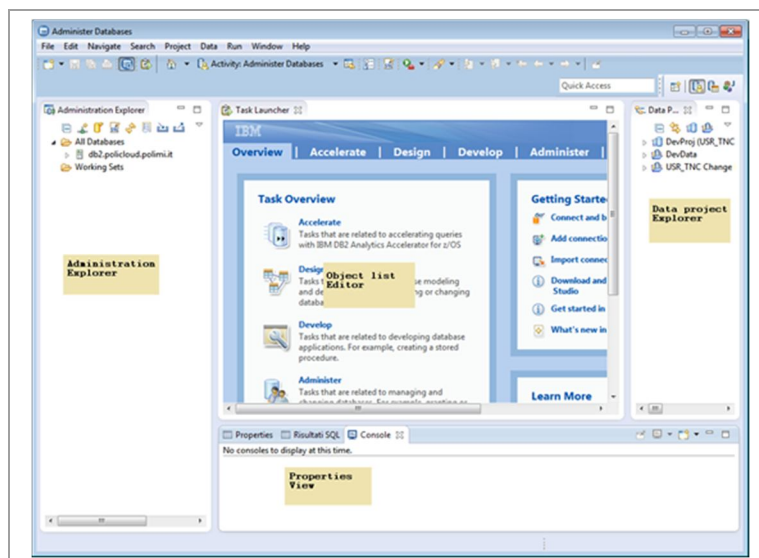 Administer Databases
File Edit Navigate Search Project Data Run Window Help
Activity: Administer Databases
Quick Access
Administration Explorer
All Databases
db2.policloud.polimi.it
Working Sets
Administration
Explorer
Task Launcher
IBM
Overview | Accelerate | Design | Develop | Administer |
Task Overview
Accelerate
Tasks that are related to accelerating queries
with IBM DB2 Analytics Accelerator for z/OS
Design
Object list
Editor
Develop
Tasks that are related to developing database
applications. For example, creating a stored
procedure.
Administer
Tasks that are related to managing and
changing databases. For example, granting or
Getting Starte
Connect and b
Add connectio
Import connec
Download and
Studio
Get started in
What's new in
Learn More
Data P...
DevProj (USR_TNC
DevData
USR_TNC Change
Data project
Explorer
Properties Risultati SQL Console
No consoles to display at this time.
Properties
View